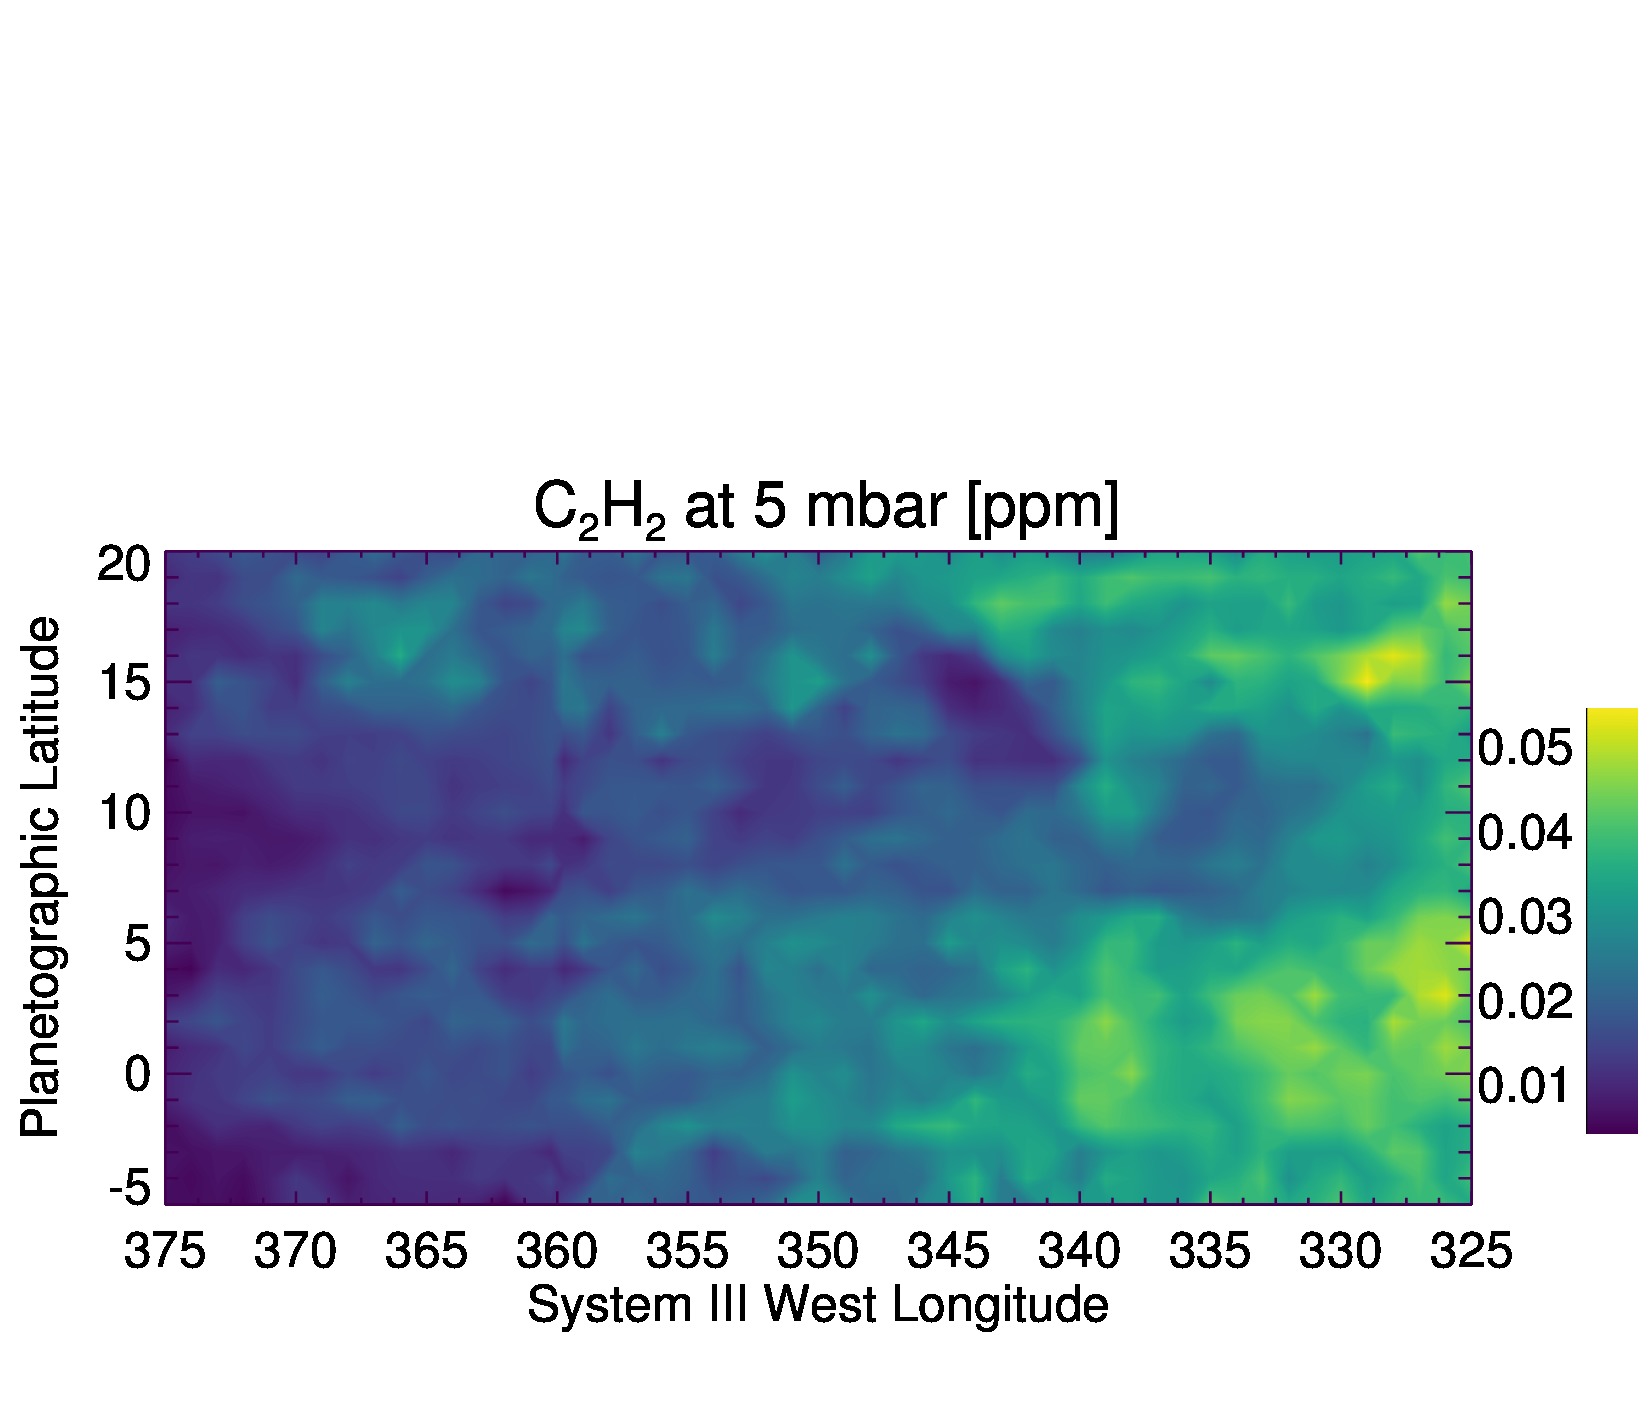 C₂H₂ at 5 mbar [ppm]
Planetographic Latitude
20
15
10
5
0
-5
375 370 365 360 355 350 345 340 335 330 325
System III West Longitude
0.05
0.04
0.03
0.02
0.01